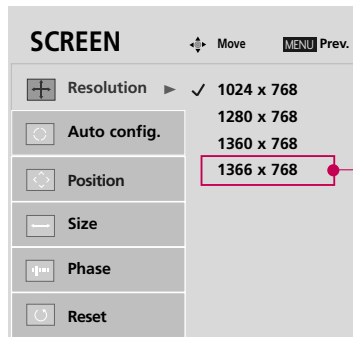 SCREEN Move MENU Prev.
Resolution ► ✓ 1024 x 768
1280 x 768
Auto config.
1360 x 768
1366 x 768
Position
Size
Phase
Reset